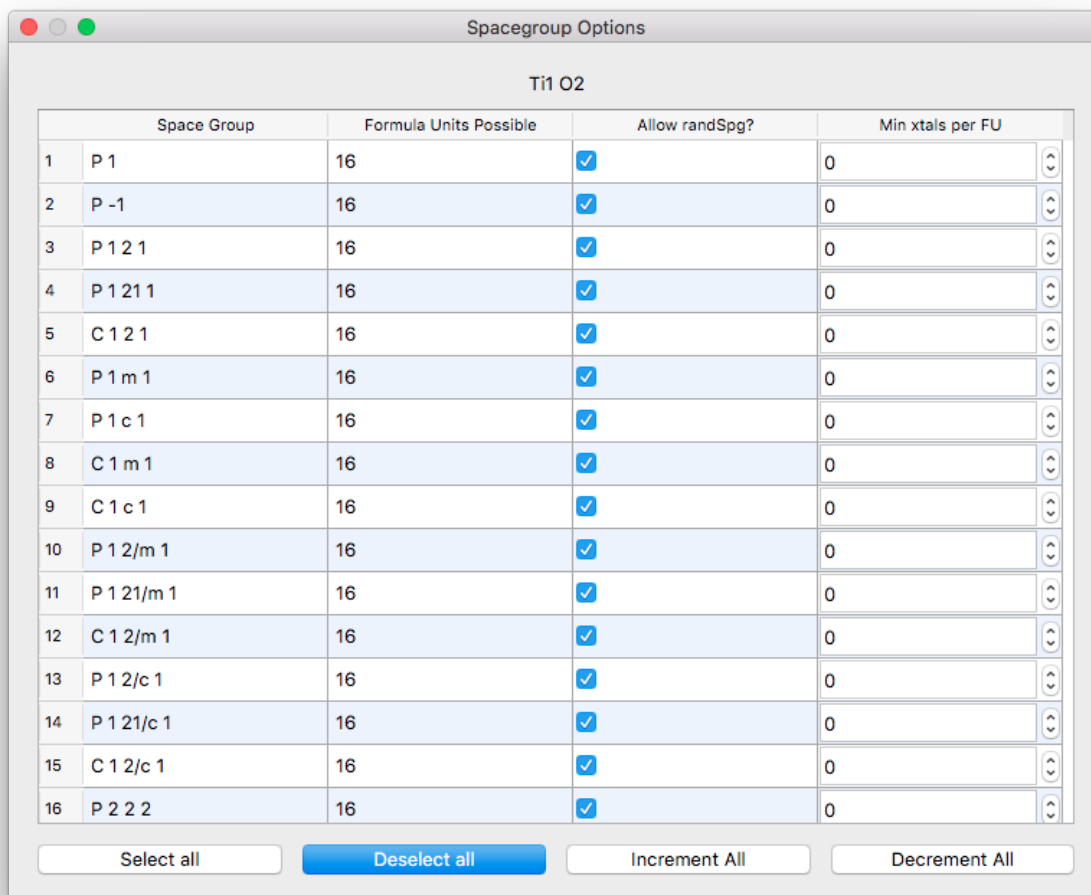 Spacegroup Options
Ti1 O2
Space Group Formula Units Possible Allow randSpg? Min xtals per FU
1 P 1 16 0
2 P -1 16 0
3 P 1 2 1 16 0
4 P 1 21 1 16 0
5 C 1 2 1 16 0
6 P 1 m 1 16 0
7 P 1 c 1 16 0
8 C 1 m 1 16 0
9 C 1 c 1 16 0
10 P 1 2/m 1 16 0
11 P 1 21/m 1 16 0
12 C 1 2/m 1 16 0
13 P 1 2/c 1 16 0
14 P 1 21/c 1 16 0
15 C 1 2/c 1 16 0
16 P 2 2 2 16 0
Select all Deselect all Increment All Decrement All